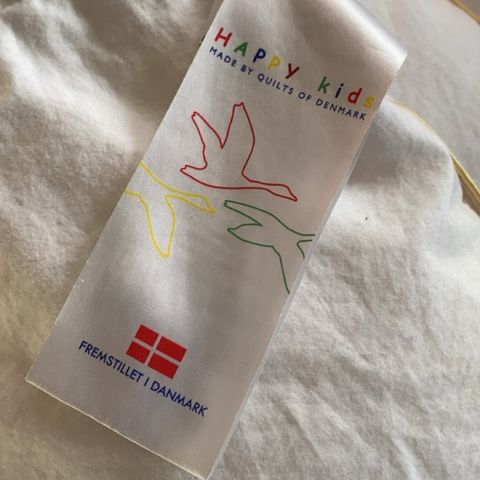 HAPPY kids
MADE BY QUILTS OF DENMARK
FREMSTILLET I DANMARK